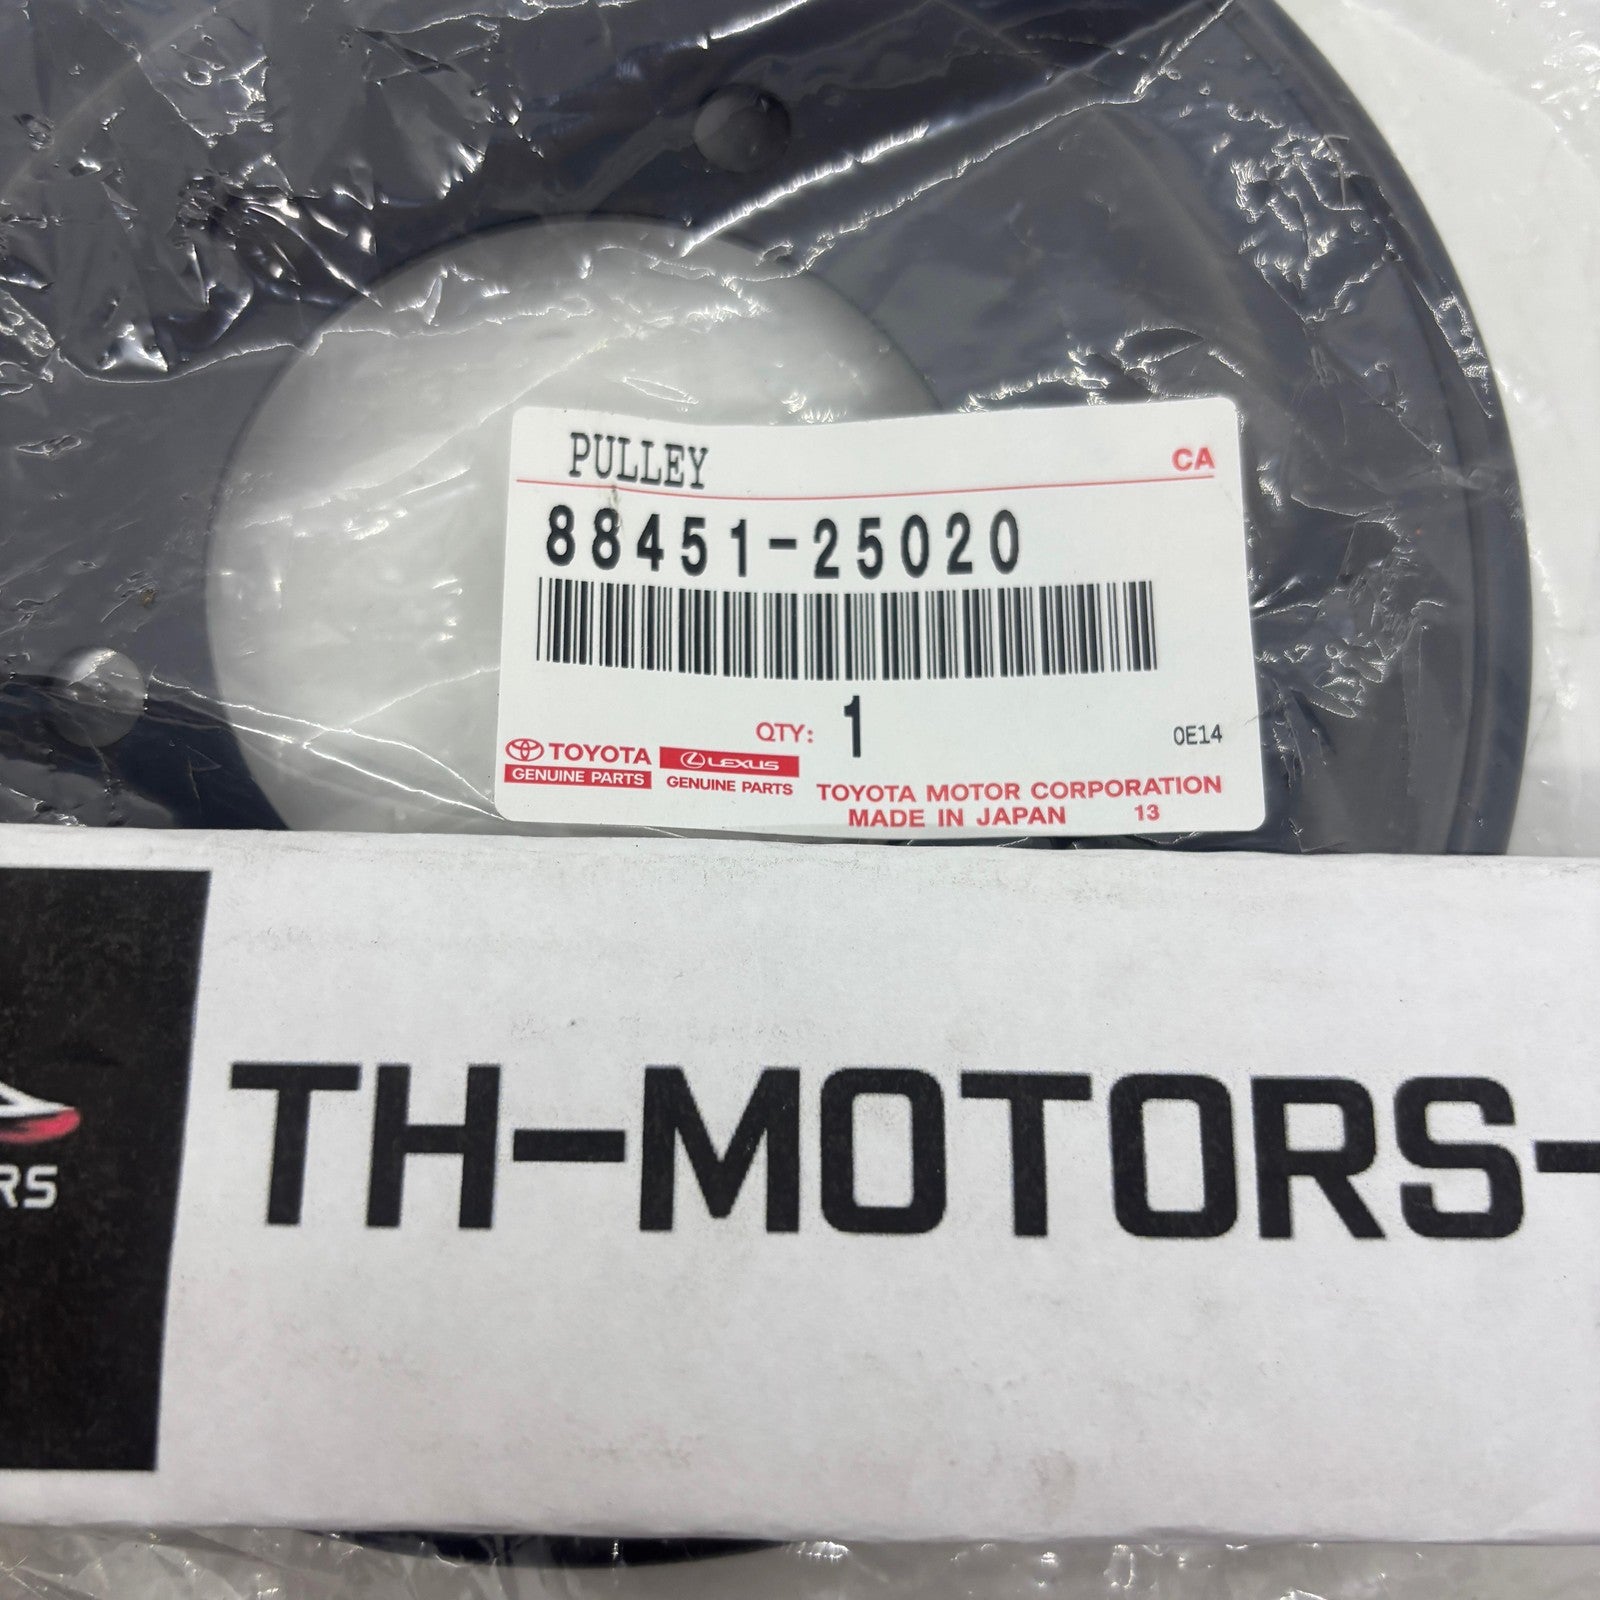 PULLEY
CA
88451-25020
QTY: 1
0E14
TOYOTA
GENUINE PARTS
LEXUS
GENUINE PARTS
TOYOTA MOTOR CORPORATION
MADE IN JAPAN 13
RS
TH-MOTORS-